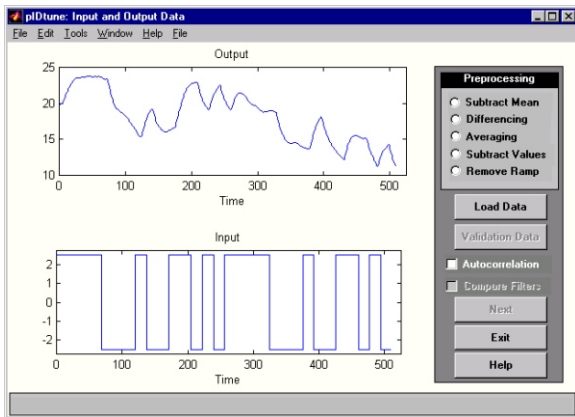 pIDtune: Input and Output Data
File Edit Tools Window Help File
Output
25
20
15
10
0 100 200 300 400 500
Time
Input
2
1
0
-1
-2
0 100 200 300 400 500
Time
Preprocessing
Subtract Mean
Differencing
Averaging
Subtract Values
Remove Ramp
Load Data
Validation Data
Autocorrelation
Compare Filters
Next
Exit
Help